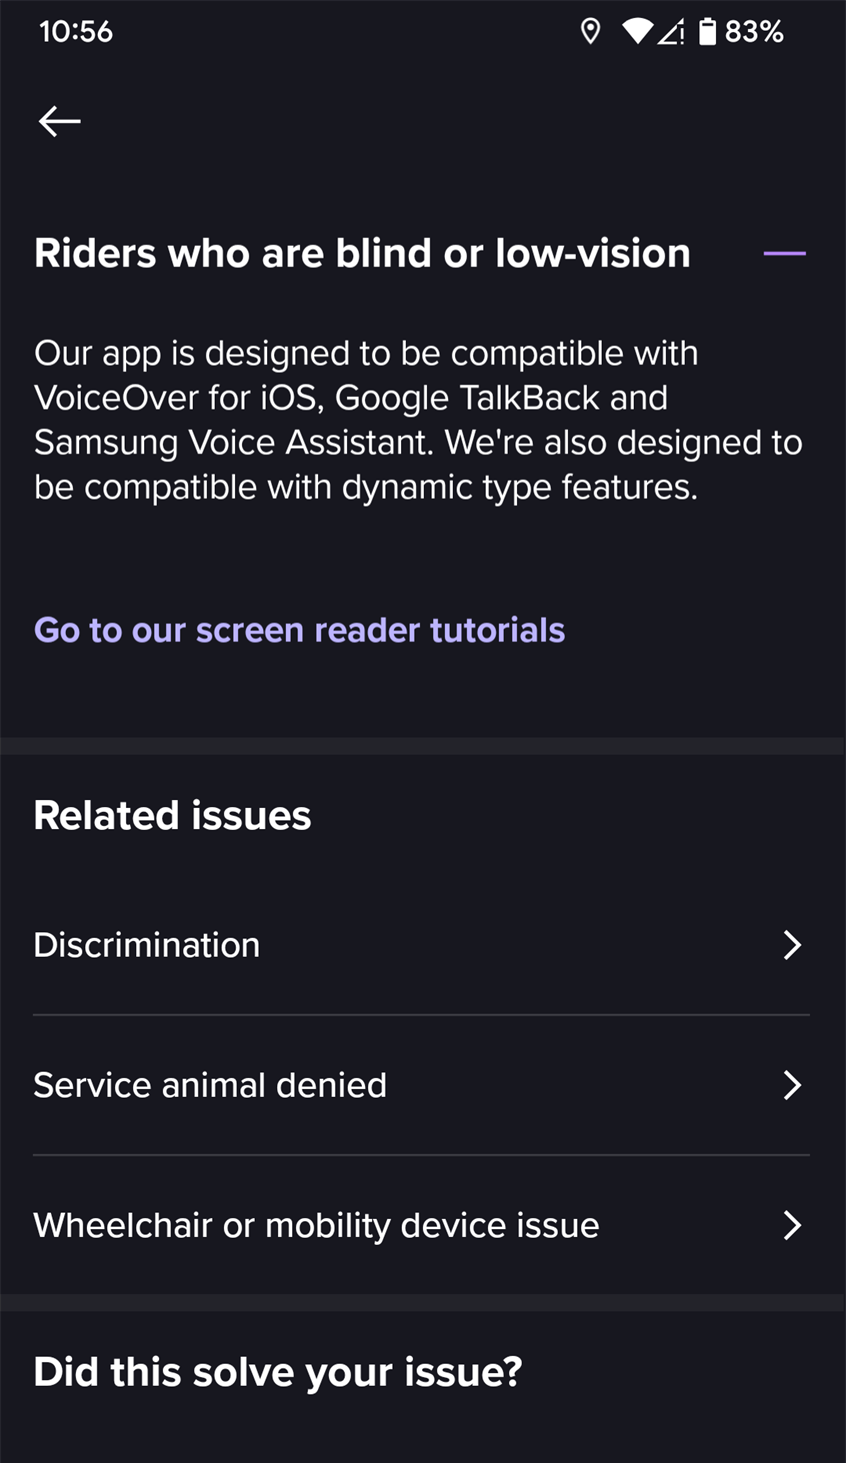 10:56
83%
Riders who are blind or low-vision
Our app is designed to be compatible with
VoiceOver for iOS, Google TalkBack and
Samsung Voice Assistant. We're also designed to
be compatible with dynamic type features.
Go to our screen reader tutorials
Related issues
Discrimination
Service animal denied
Wheelchair or mobility device issue
Did this solve your issue?